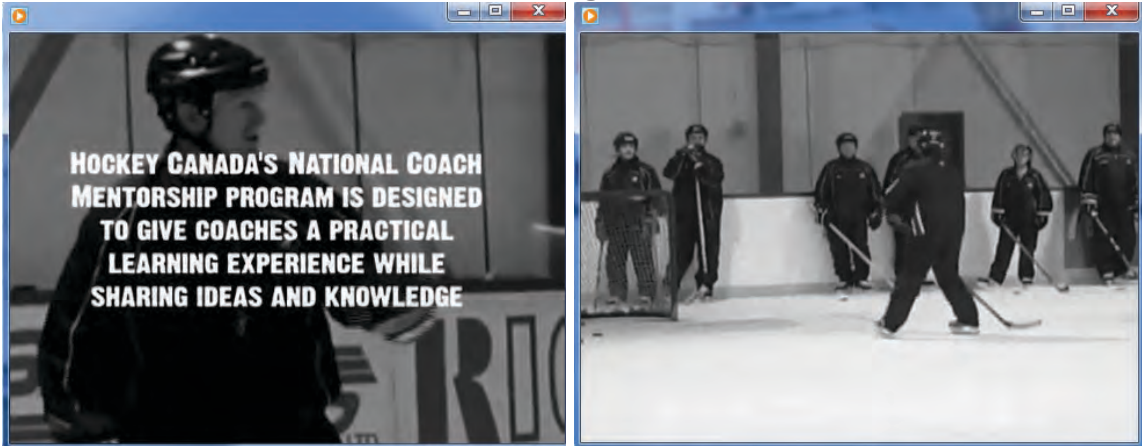 HOCKEY CANADA'S NATIONAL COACH
MENTORSHIP PROGRAM IS DESIGNED
TO GIVE COACHES A PRACTICAL
LEARNING EXPERIENCE WHILE
SHARING IDEAS AND KNOWLEDGE
LTD